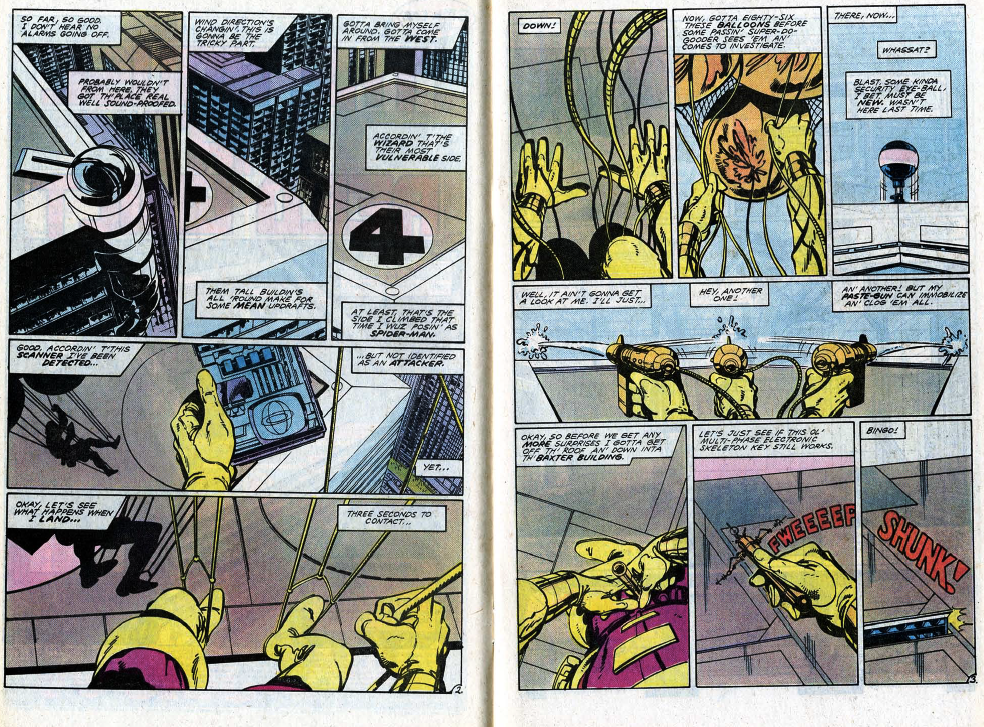 SO FAR, SO GOOD.
I DON'T HEAR NO
ALARMS GOING OFF.
PROBABLY WOULDN'T
FROM HERE. THEY
GOT TH' PLACE REAL
WELL SOUND-PROOFED.
WIND DIRECTION'S
CHANGIN'. THIS IS
GONNA BE THE
TRICKY PART.
THEM TALL BUILDIN'S
ALL 'ROUND MAKE FOR
SOME MEAN UPDRAFTS.
GOTTA BRING MYSELF
AROUND. GOTTA COME
IN FROM THE WEST.
ACCORDIN' T'THE
WIZARD THAT'S
THEIR MOST
VULNERABLE SIDE.
4
AT LEAST, THAT'S THE
SIDE I CLIMBED THAT
TIME I WUZ POSIN' AS
SPIDER-MAN.
GOOD. ACCORDIN' T'THIS
SCANNER I'VE BEEN
DETECTED...
...BUT NOT IDENTIFIED
AS AN ATTACKER.
YET...
OKAY, LET'S SEE
WHAT HAPPENS WHEN
I LAND...
THREE SECONDS TO
CONTACT...
2
DOWN!
NOW, GOTTA EIGHTY-SIX
THESE BALLOONS BEFORE
SOME PASSIN' SUPER-DO-
GOODER SEES 'EM AN'
COMES TO INVESTIGATE.
THERE, NOW...
WHASSAT?
BLAST. SOME KINDA
SECURITY EYE-BALL.
BET MUST BE
NEW. WASN'T
HERE LAST TIME.
WELL, IT AIN'T GONNA GET
A LOOK AT ME. I'LL JUST...
HEY, ANOTHER
ONE!
AN' ANOTHER! BUT MY
PASTE-GUN CAN IMMOBILIZE
AN' CLOG 'EM ALL.
OKAY, SO BEFORE WE GET ANY
MORE SURPRISES I GOTTA GET
OFF TH' ROOF AN' DOWN INTA
TH' BAXTER BUILDING.
LET'S JUST SEE IF THIS OL'
MULTI-PHASE ELECTRONIC
SKELETON KEY STILL WORKS.
FWEEEEP
BINGO!
SHUNK!
3